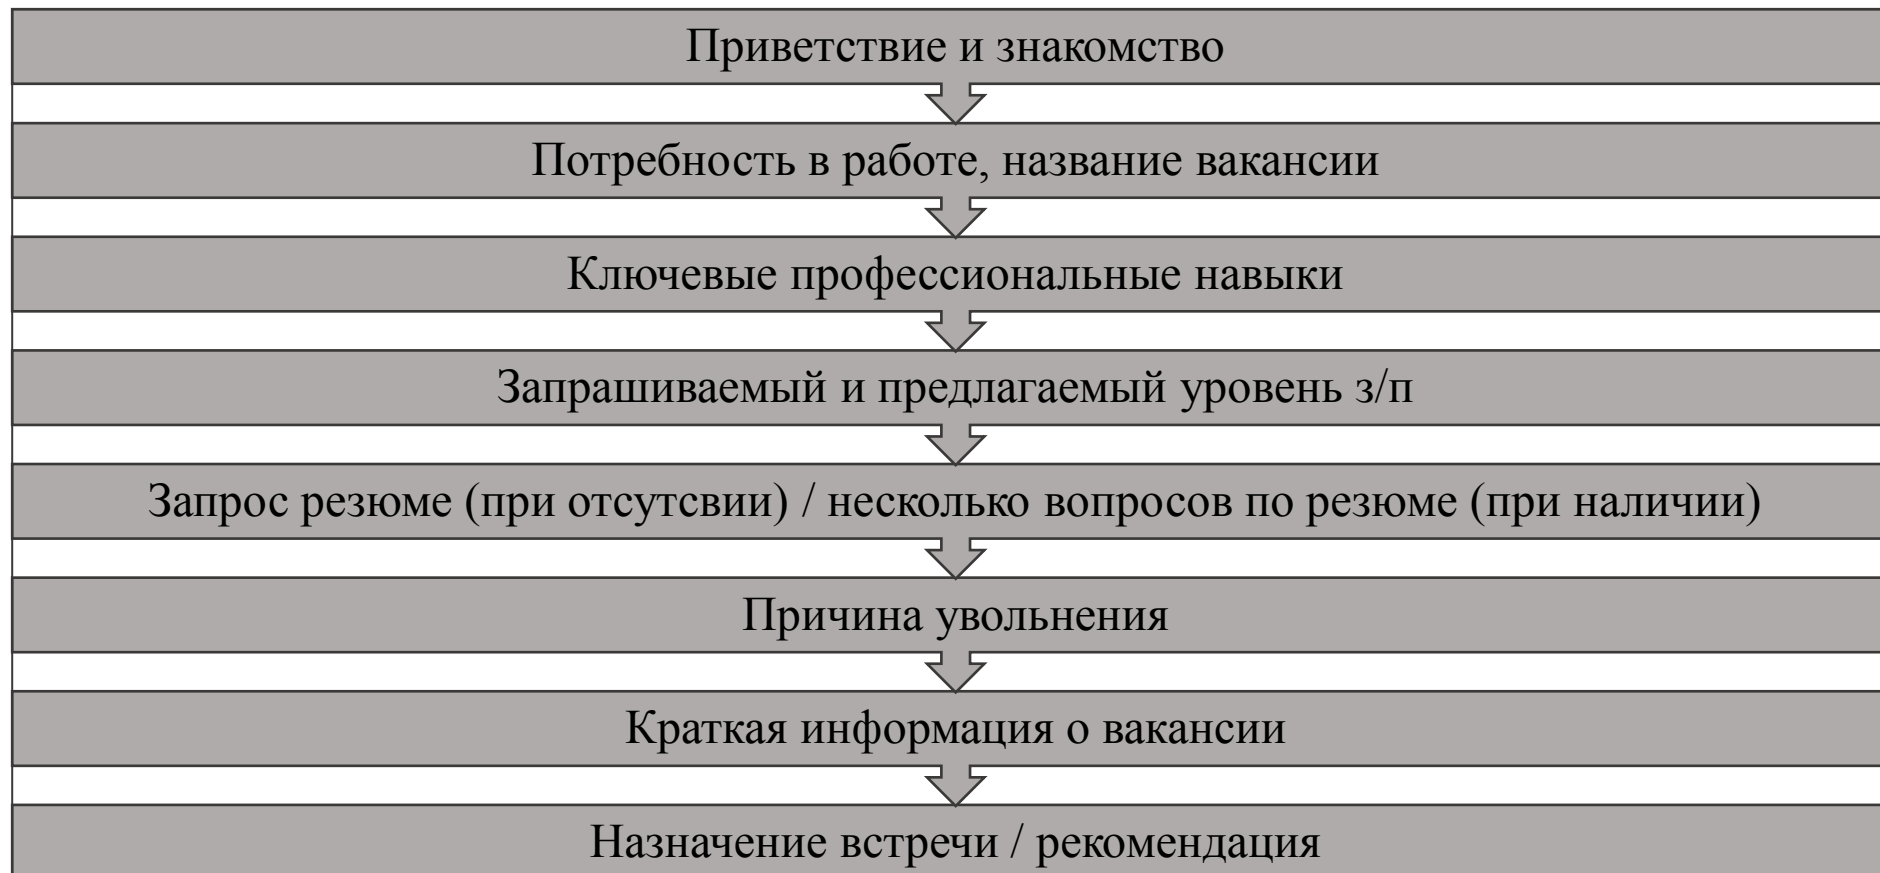 Приветствие и знакомство
Потребность в работе, название вакансии
Ключевые профессиональные навыки
Запрашиваемый и предлагаемый уровень з/п
Запрос резюме (при отсутсвии) / несколько вопросов по резюме (при наличии)
Причина увольнения
Краткая информация о вакансии
Назначение встречи / рекомендация